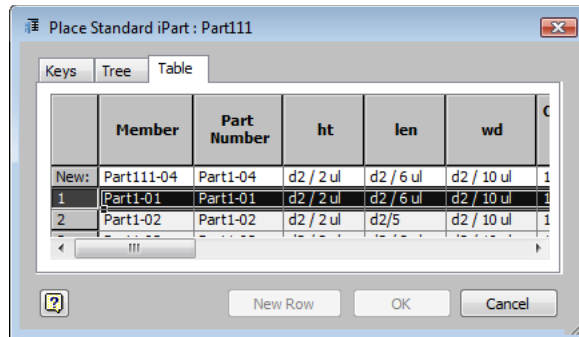 Place Standard iPart : Part111
Keys Tree Table
Member Part Number ht len wd
New: Part111-04 Part1-04 d2 / 2 ul d2 / 6 ul d2 / 10 ul 1
1 Part1-01 Part1-01 d2 / 2 ul d2 / 6 ul d2 / 10 ul 1
2 Part1-02 Part1-02 d2 / 2 ul d2/5 d2 / 10 ul 1
New Row OK Cancel